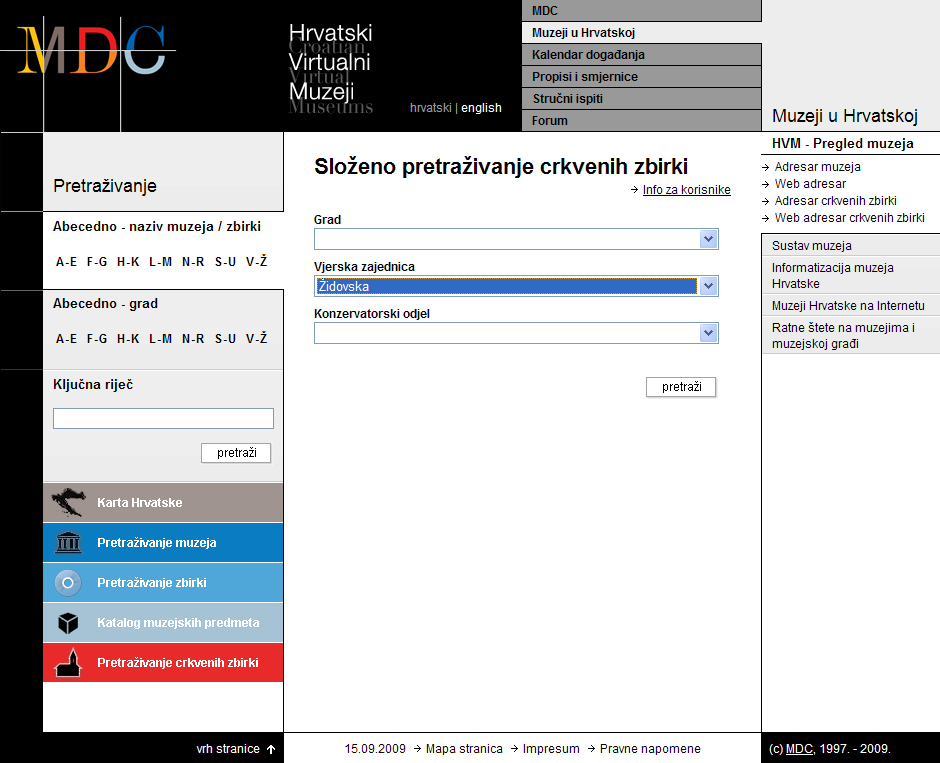 MDC
Hrvatski
Croatian
Virtualni
Virtual
Muzeji
Museums
hrvatski | english
MDC
Muzeji u Hrvatskoj
Kalendar događanja
Propisi i smjernice
Stručni ispiti
Forum
Muzeji u Hrvatskoj
Pretraživanje
Abecedno - naziv muzeja / zbirki
A-E F-G H-K L-M N-R S-U V-Ž
Abecedno - grad
A-E F-G H-K L-M N-R S-U V-Ž
Ključna riječ
pretraži
Karta Hrvatske
Pretraživanje muzeja
Pretraživanje zbirki
Katalog muzejskih predmeta
Pretraživanje crkvenih zbirki
Složeno pretraživanje crkvenih zbirki
Info za korisnike
Grad
Vjerska zajednica
Židovska
Konzervatorski odjel
pretraži
HVM - Pregled muzeja
Adresar muzeja
Web adresar
Adresar crkvenih zbirki
Web adresar crkvenih zbirki
Sustav muzeja
Informatizacija muzeja
Hrvatske
Muzeji Hrvatske na Internetu
Ratne štete na muzejima i
muzejskoj građi
vrh stranice
15.09.2009 Mapa stranica Impresum Pravne napomene
(c) MDC, 1997. - 2009.